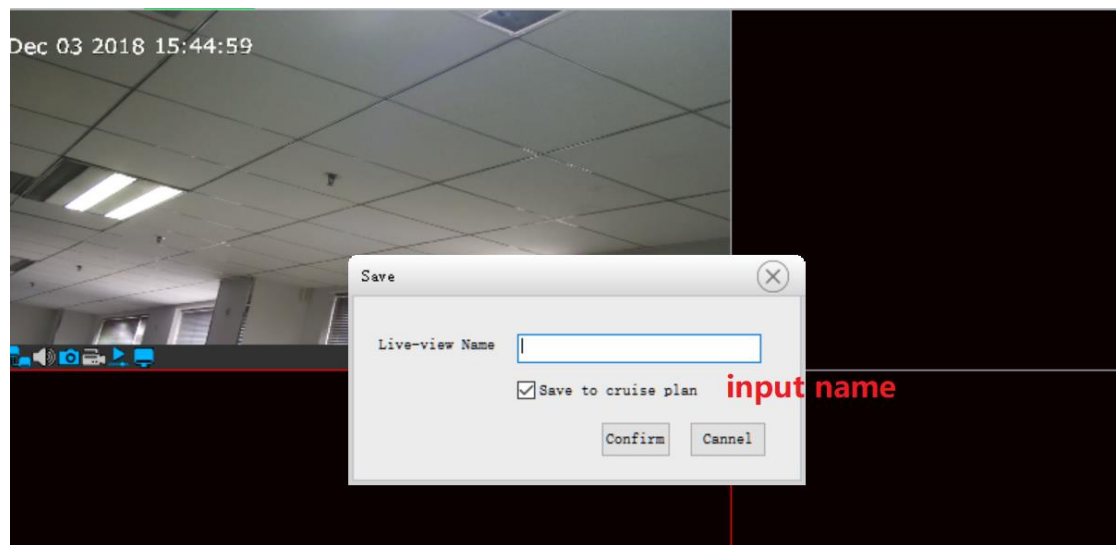 Dec 03 2018 15:44:59
Save
Live-view Name
Save to cruise plan
input name
Confirm
Cannel